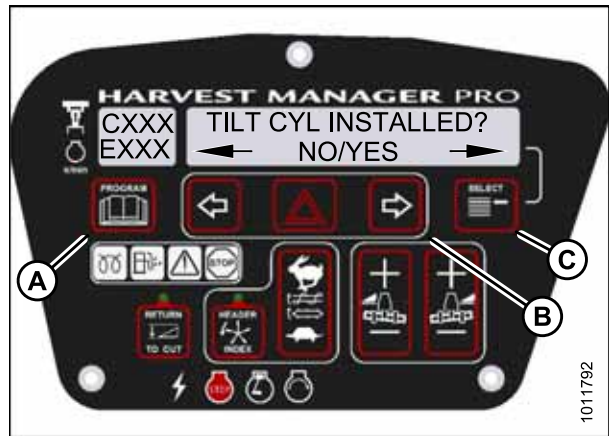 HARVEST MANAGER PRO
CXXX
EXXX
TILT CYL INSTALLED?
NO/YES
PROGRAM
SELECT
A
B
C
STOP
RETURN
TO CUT
HEADER
INDEX
STOP
1011792